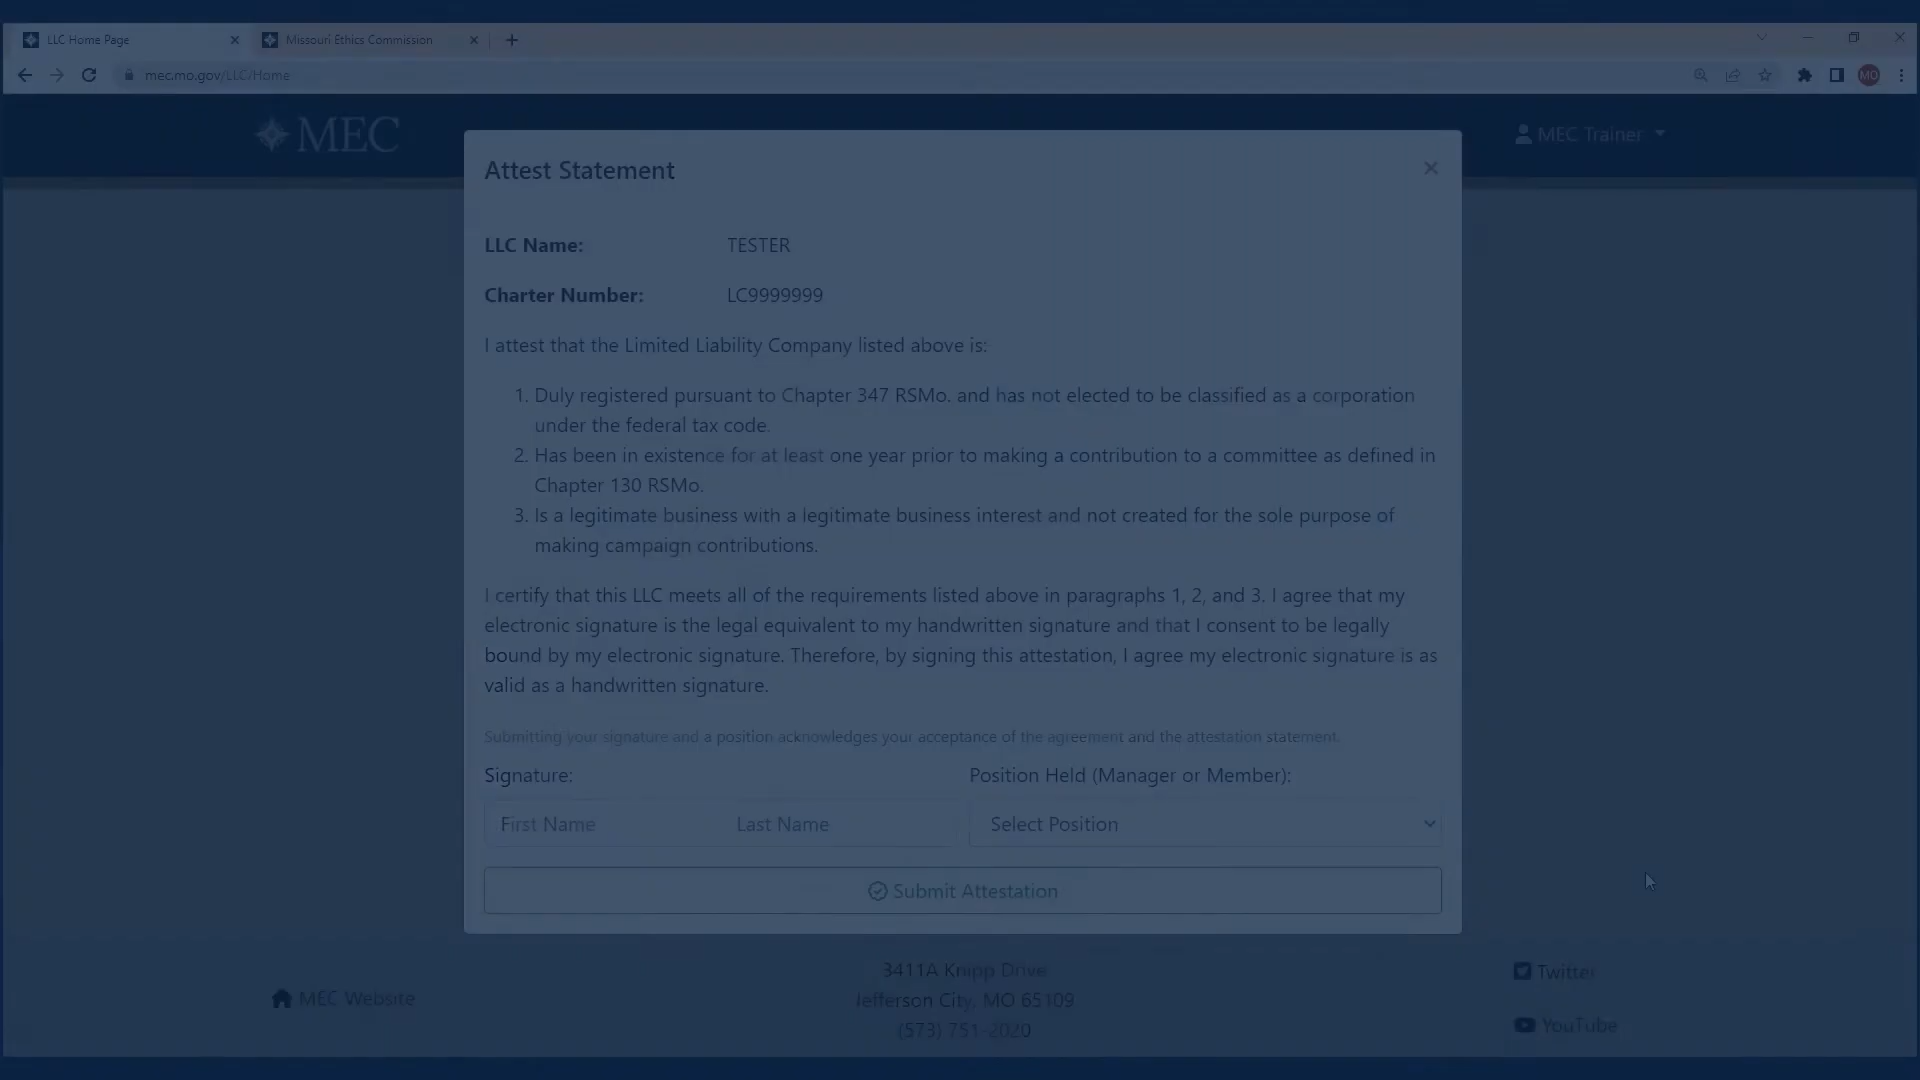 LLC Home Page
Missouri Ethics Commission
mec.mo.gov/LLC/Home
MO
MEC
MEC Trainer
Attest Statement
LLC Name: TESTER
Charter Number: LC9999999
I attest that the Limited Liability Company listed above is:
1. Duly registered pursuant to Chapter 347 RSMo. and has not elected to be classified as a corporation
under the federal tax code.
2. Has been in existence for at least one year prior to making a contribution to a committee as defined in
Chapter 130 RSMo.
3. Is a legitimate business with a legitimate business interest and not created for the sole purpose of
making campaign contributions.
I certify that this LLC meets all of the requirements listed above in paragraphs 1, 2, and 3. I agree that my
electronic signature is the legal equivalent to my handwritten signature and that I consent to be legally
bound by my electronic signature. Therefore, by signing this attestation, I agree my electronic signature is as
valid as a handwritten signature.
Submitting your signature and a position acknowledges your acceptance of the agreement and the attestation statement.
Signature: Position Held (Manager or Member):
First Name Last Name Select Position
Submit Attestation
3411A Knipp Drive
Jefferson City, MO 65109
(573) 751-2020
MEC Website
Twitter
YouTube